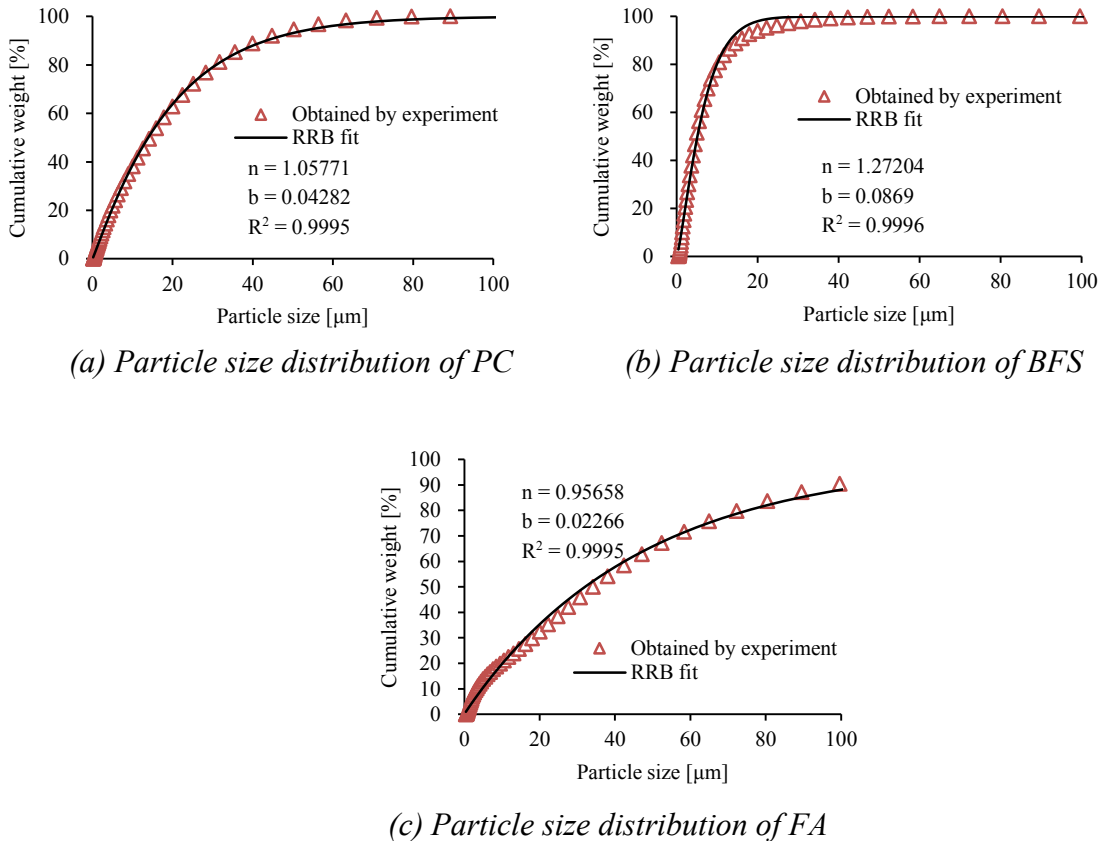 100
80
60
40
20
0
Cumulative weight [%]
Obtained by experiment
RRB fit
n = 1.05771
b = 0.04282
R² = 0.9995
0 20 40 60 80 100
Particle size [µm]
(a) Particle size distribution of PC
100
80
60
40
20
0
Cumulative weight [%]
Obtained by experiment
RRB fit
n = 1.27204
b = 0.0869
R² = 0.9996
0 20 40 60 80 100
Particle size [µm]
(b) Particle size distribution of BFS
100
90
80
70
60
50
40
30
20
10
0
Cumulative weight [%]
n = 0.95658
b = 0.02266
R² = 0.9995
Obtained by experiment
RRB fit
0 20 40 60 80 100
Particle size [µm]
(c) Particle size distribution of FA